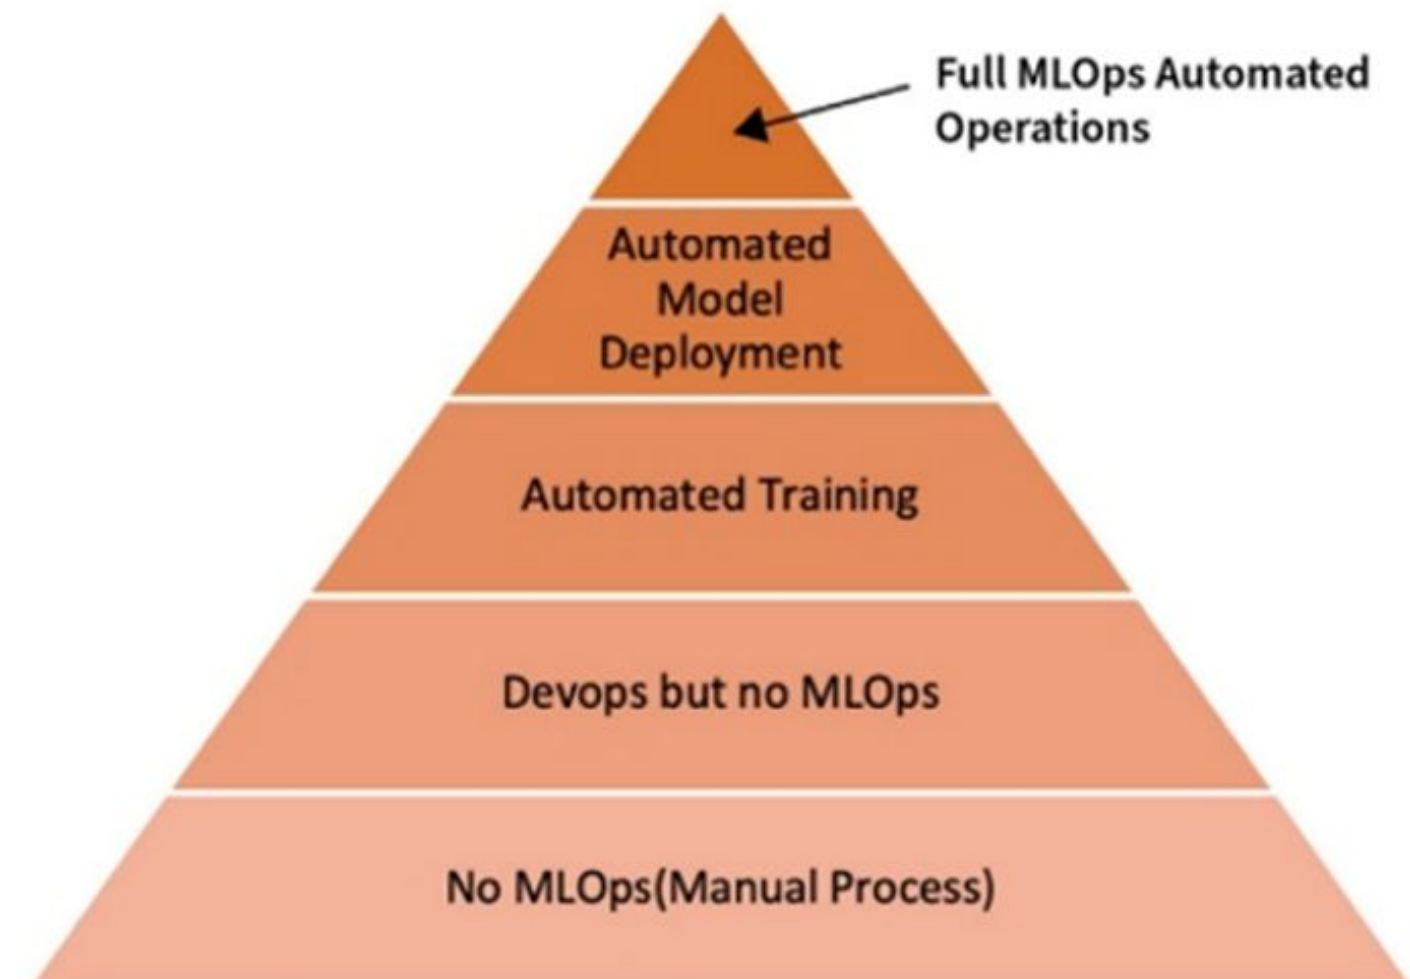 Full MLOps Automated
Operations
Automated
Model
Deployment
Automated Training
Devops but no MLOps
No MLOps(Manual Process)